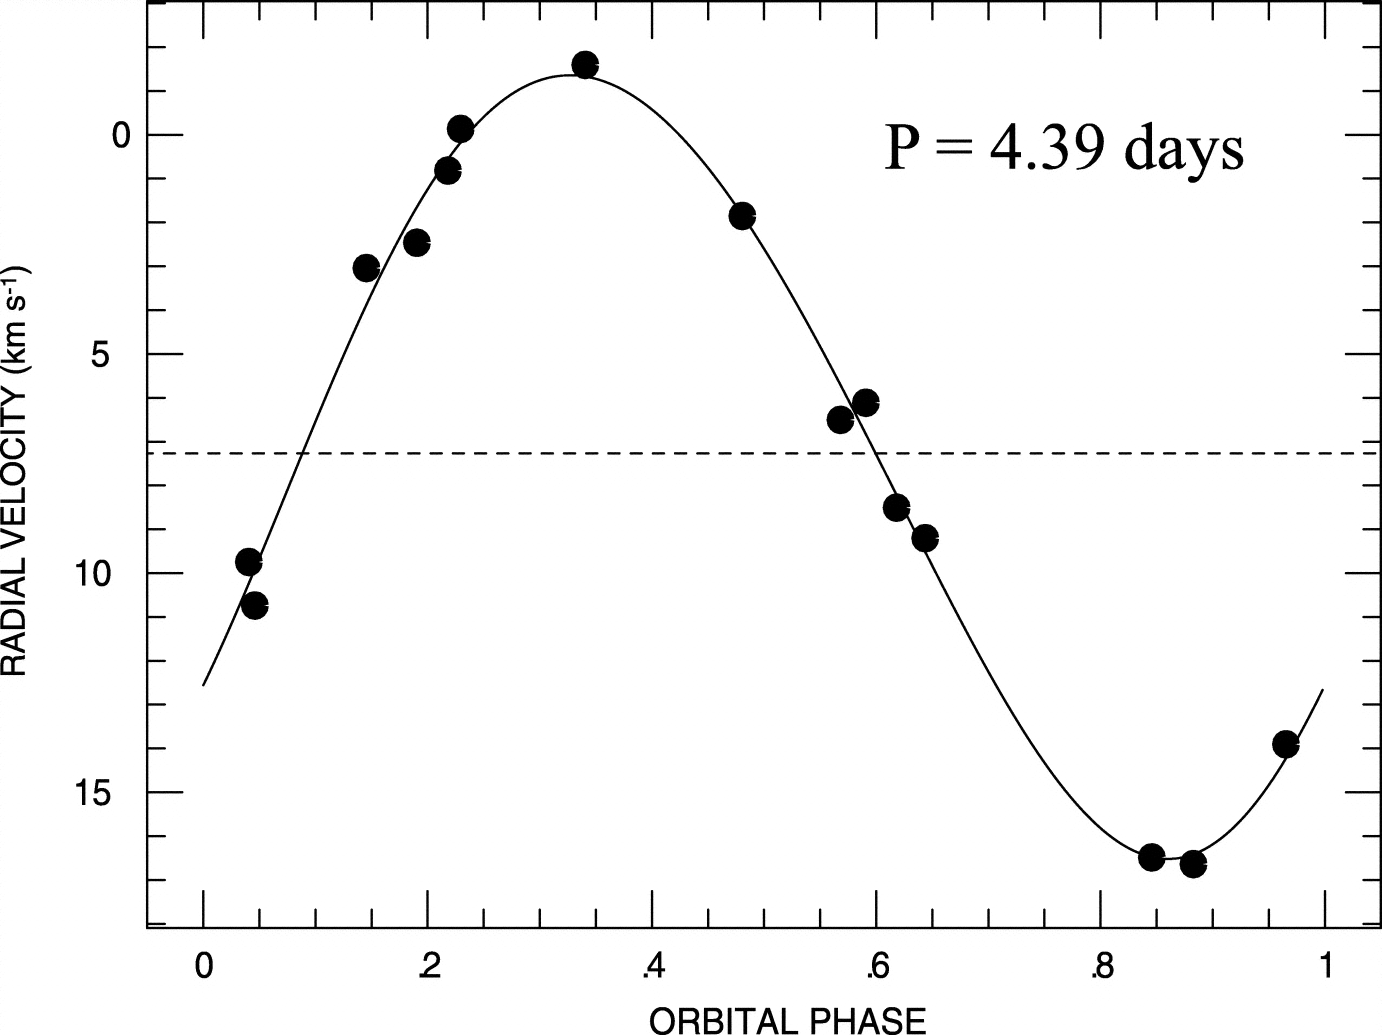 P = 4.39 days
RADIAL VELOCITY (km s-1)
0
5
10
15
0 .2 .4 .6 .8 1
ORBITAL PHASE